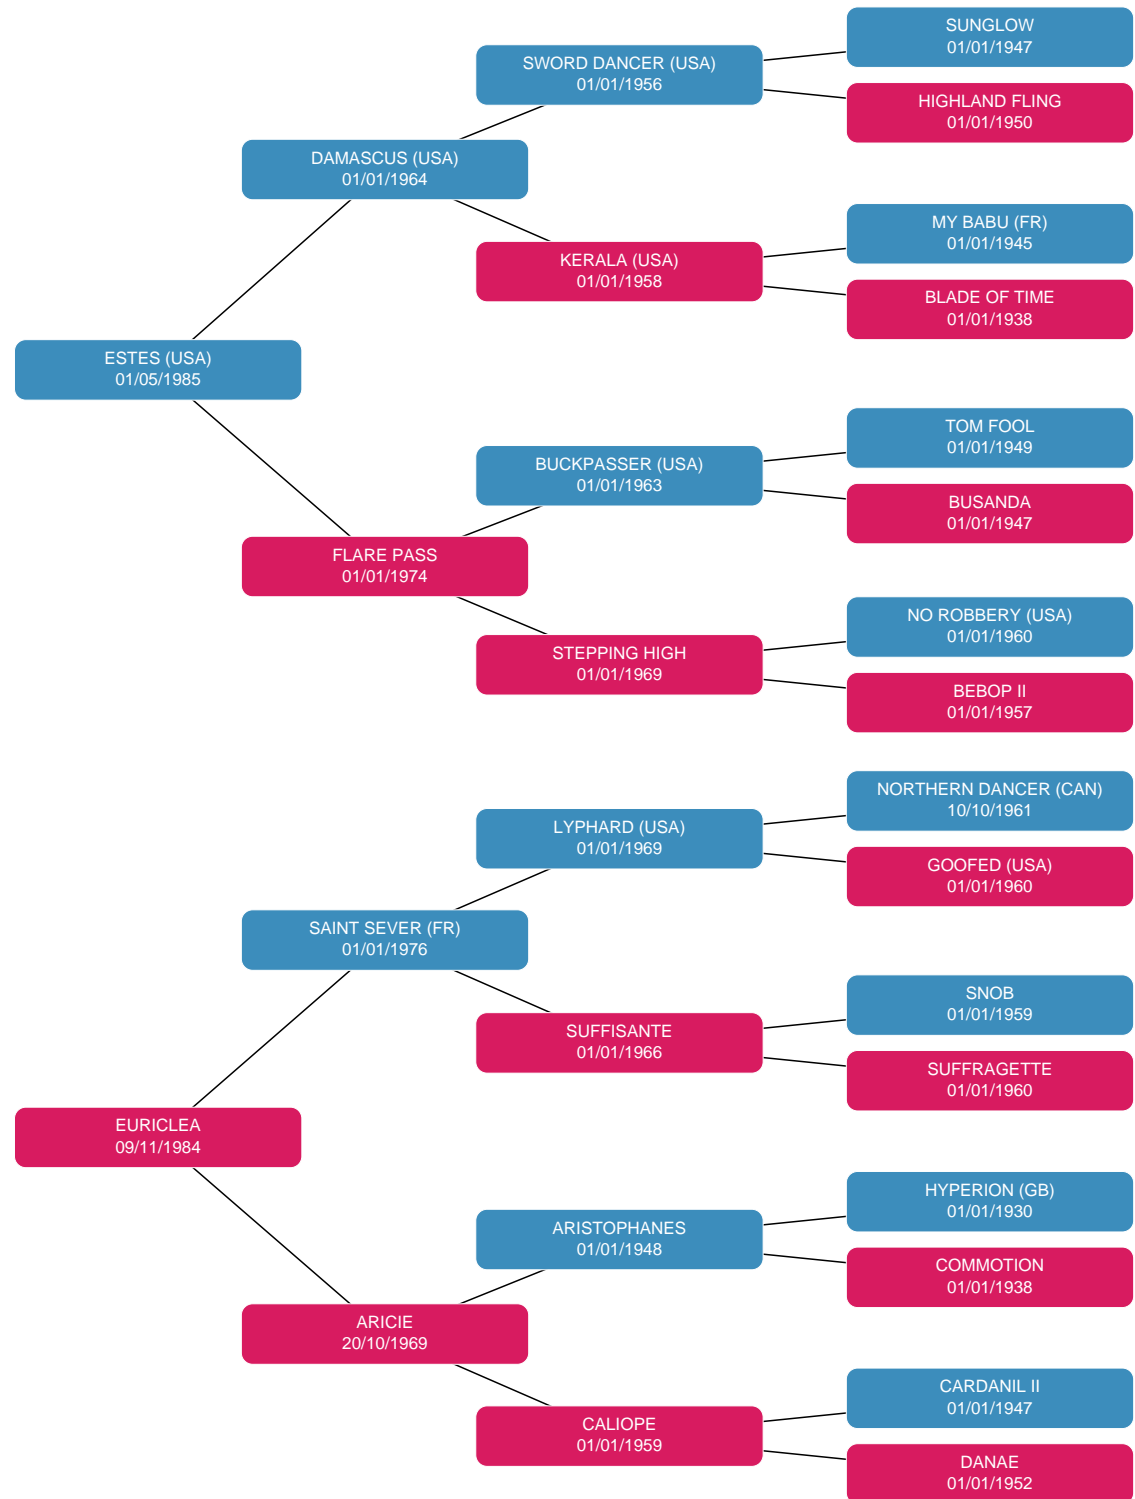 SUNGLOW
01/01/1947
SWORD DANCER (USA)
01/01/1956
HIGHLAND FLING
01/01/1950
DAMASCUS (USA)
01/01/1964
MY BABU (FR)
01/01/1945
KERALA (USA)
01/01/1958
BLADE OF TIME
01/01/1938
ESTES (USA)
01/05/1985
TOM FOOL
01/01/1949
BUCKPASSER (USA)
01/01/1963
BUSANDA
01/01/1947
FLARE PASS
01/01/1974
NO ROBBERY (USA)
01/01/1960
STEPPING HIGH
01/01/1969
BEBOP II
01/01/1957
NORTHERN DANCER (CAN)
10/10/1961
LYPHARD (USA)
01/01/1969
GOOFED (USA)
01/01/1960
SAINT SEVER (FR)
01/01/1976
SNOB
01/01/1959
SUFFISANTE
01/01/1966
SUFFRAGETTE
01/01/1960
EURICLEA
09/11/1984
HYPERION (GB)
01/01/1930
ARISTOPHANES
01/01/1948
COMMOTION
01/01/1938
ARICIE
20/10/1969
CARDANIL II
01/01/1947
CALIOPE
01/01/1959
DANAE
01/01/1952